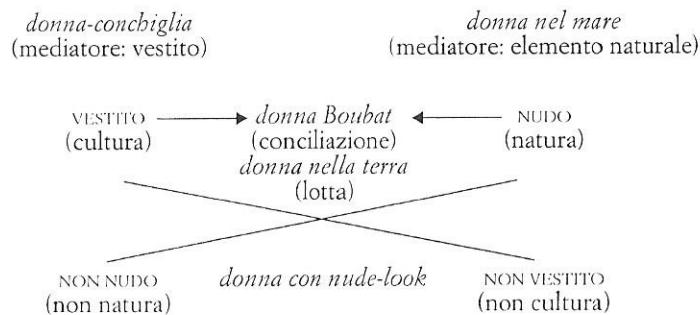 donna-conchiglia
(mediatore: vestito)
donna nel mare
(mediatore: elemento naturale)
VESTITO
(cultura)
donna Boubat
(conciliazione)
donna nella terra
(lotta)
NUDO
(natura)
NON NUDO
(non natura)
donna con nude-look
NON VESTITO
(non cultura)